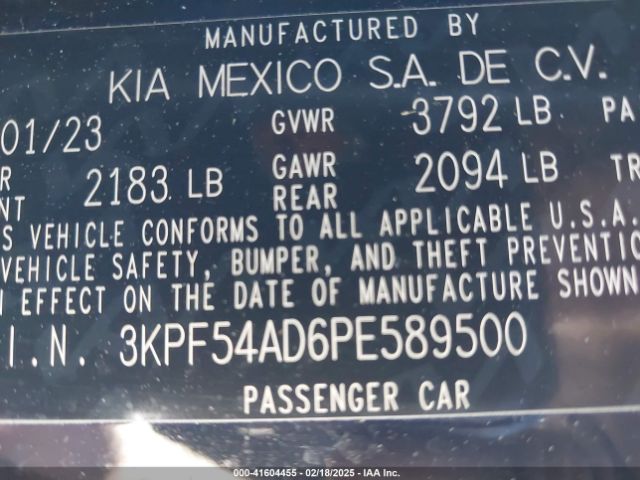 MANUFACTURED BY
KIA MEXICO S.A. DE C.V.
01/23 GVWR 3792 LB PA
R GAWR TR
NT 2183 LB REAR 2094 LB
S VEHICLE CONFORMS TO ALL APPLICABLE U.S.A.
VEHICLE SAFETY, BUMPER, AND THEFT PREVENTIO
N EFFECT ON THE DATE OF MANUFACTURE SHOWN
.I.N. 3KPF54AD6PE589500
PASSENGER CAR
000-41604455 - 02/18/2025 - IAA Inc.